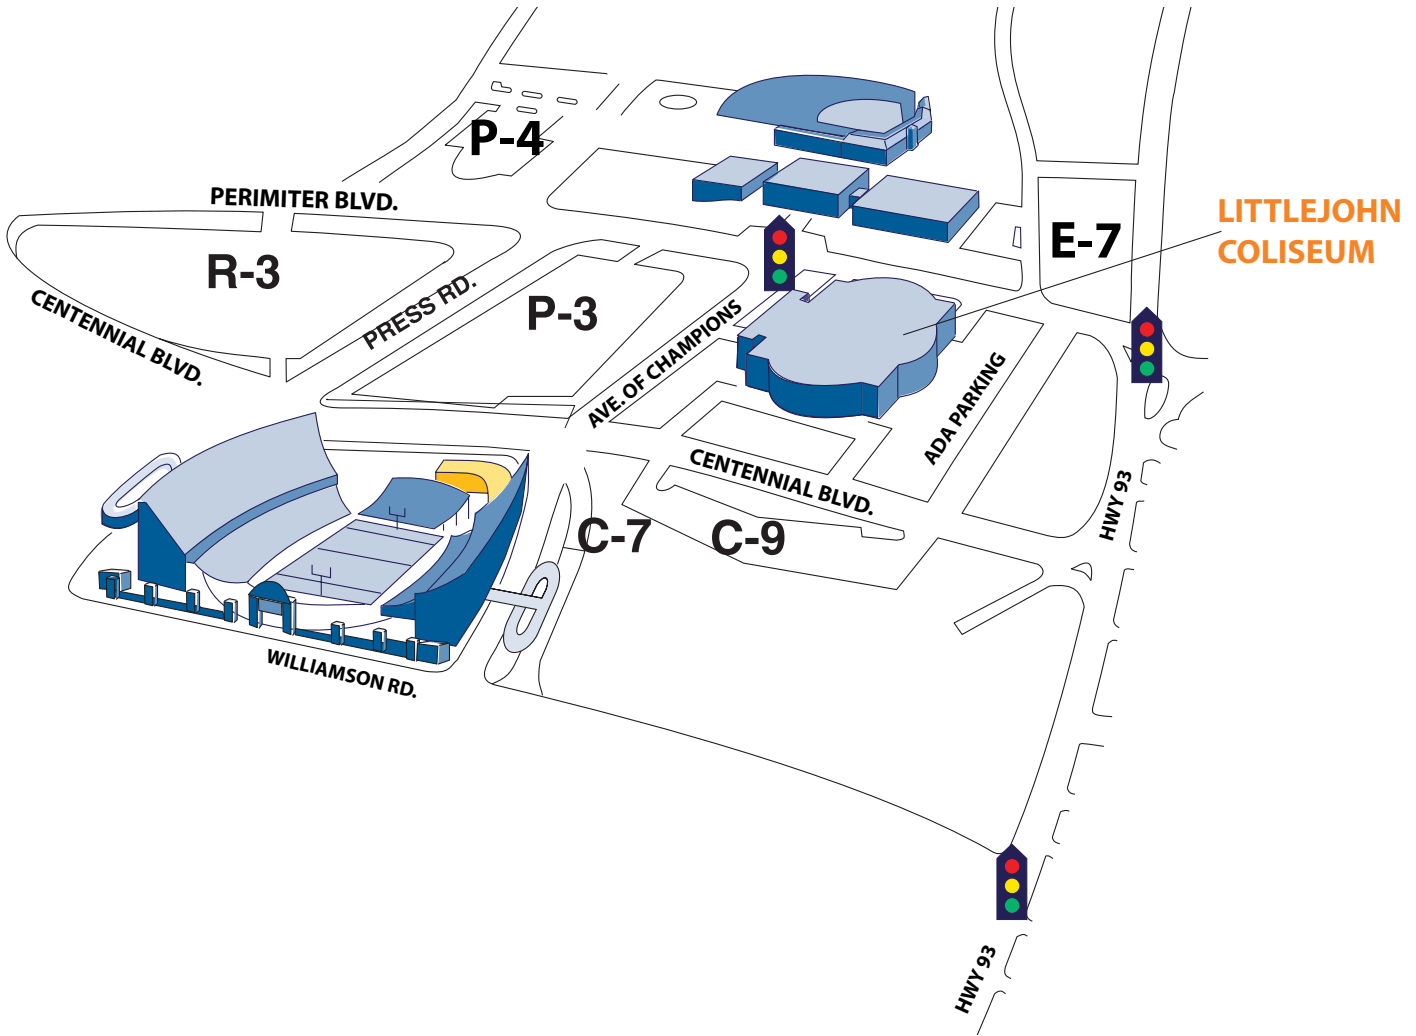 P-4
PERIMITER BLVD.
LITTLEJOHN
COLISEUM
E-7
R-3
PRESS RD.
P-3
CENTENNIAL BLVD.
AVE. OF CHAMPIONS
ADA PARKING
CENTENNIAL BLVD.
HWY 93
C-7
C-9
WILLIAMSON RD.
HWY 93